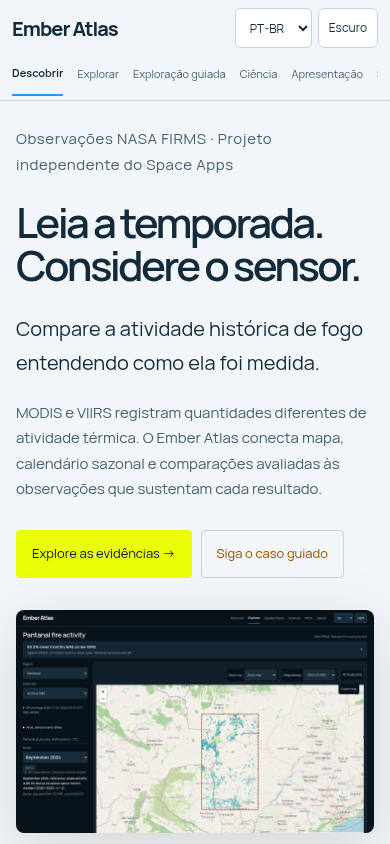 Ember Atlas
PT-BR
Escuro
Descobrir
Explorar
Exploração guiada
Ciência
Apresentação
Observações NASA FIRMS · Projeto
independente do Space Apps
Leia a temporada.
Considere o sensor.
Compare a atividade histórica de fogo
entendendo como ela foi medida.
MODIS e VIIRS registram quantidades diferentes de
atividade térmica. O Ember Atlas conecta mapa,
calendário sazonal e comparações avaliadas às
observações que sustentam cada resultado.
Explore as evidências →
Siga o caso guiado
Ember Atlas
Pantanal fire activity
September 2024